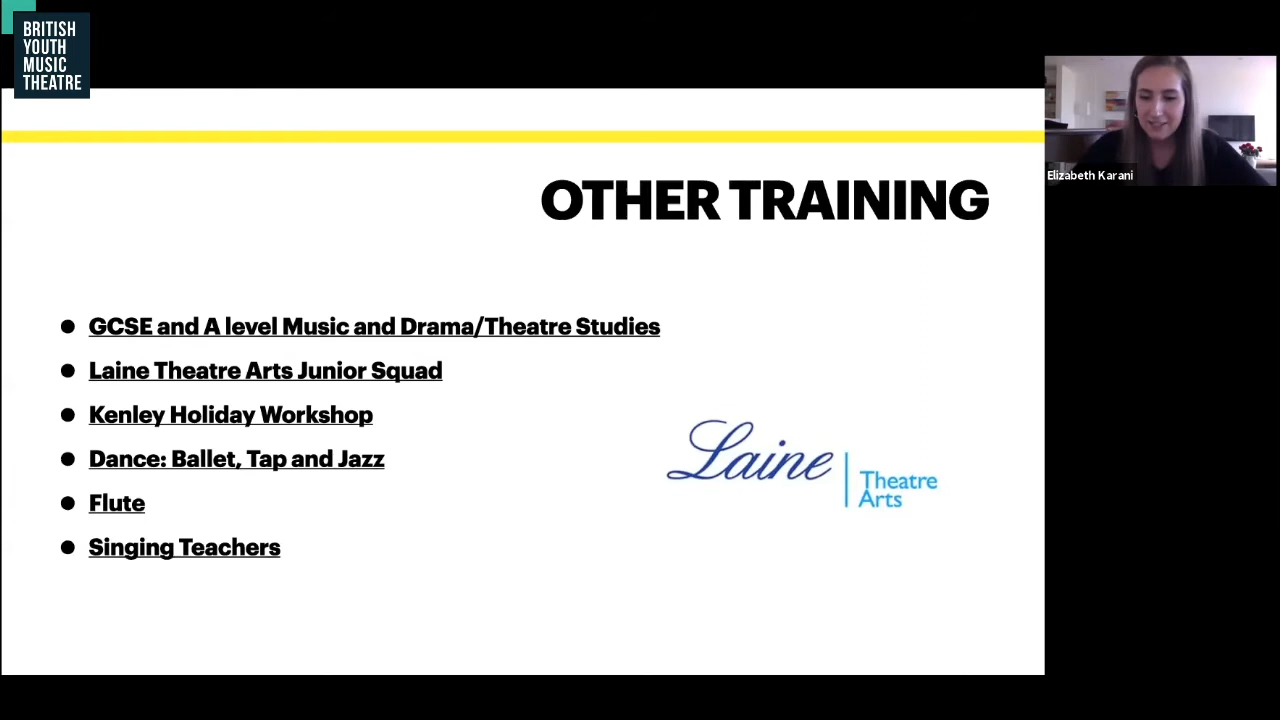 BRITISH
YOUTH
MUSIC
THEATRE
Elizabeth Karani
OTHER TRAINING
● GCSE and A level Music and Drama/Theatre Studies
● Laine Theatre Arts Junior Squad
● Kenley Holiday Workshop
● Dance: Ballet, Tap and Jazz
● Flute
● Singing Teachers
Laine
Theatre
Arts